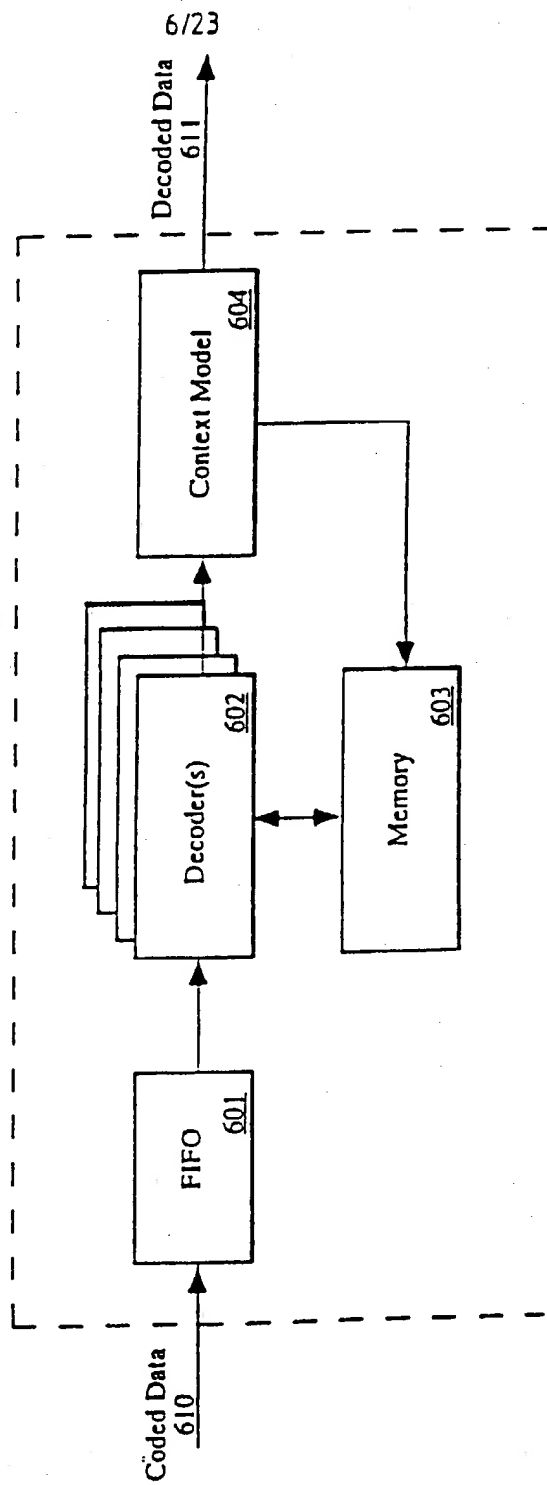 6/23
Coded Data
610
FIFO
601
Decoder(s)
602
Memory
603
Context Model
604
Decoded Data
611